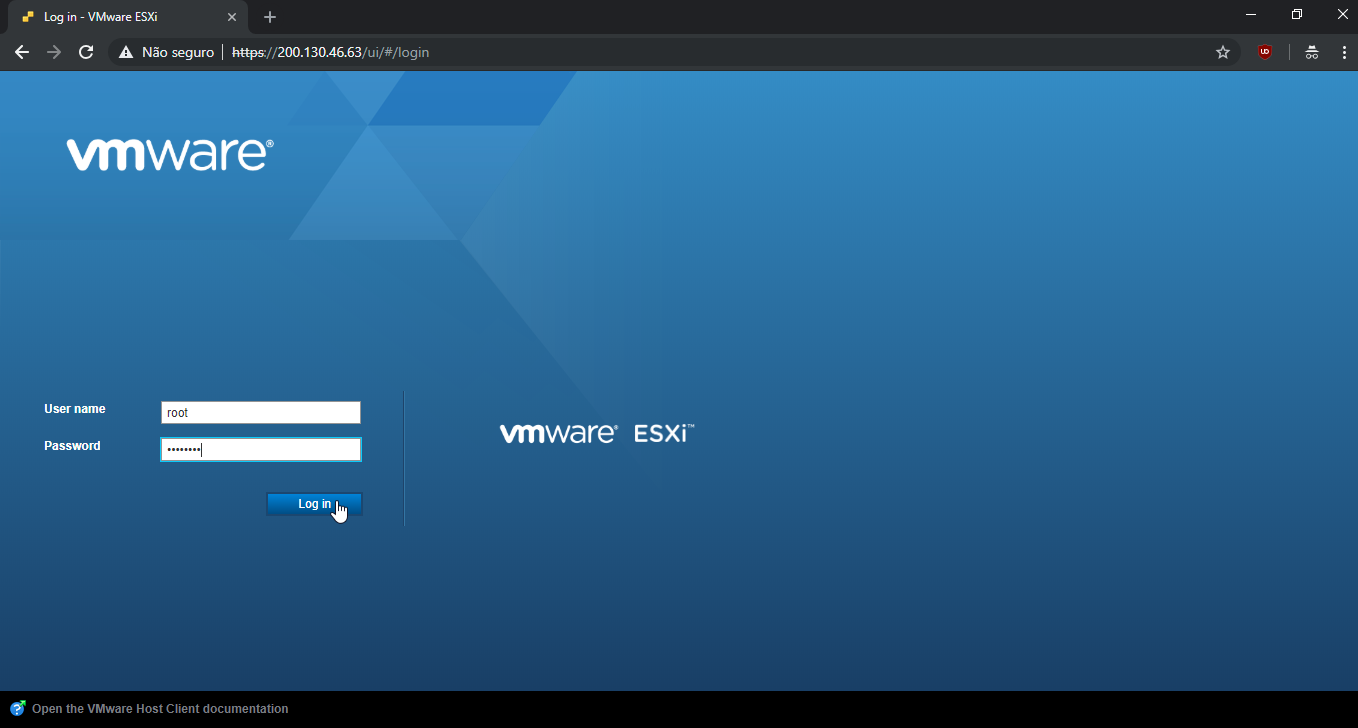 Log in - VMware ESXi
Não seguro https://200.130.46.63/ui/#/login
vmware®
User name root
Password ••••••••
vmware® ESXi™
Log in
Open the VMware Host Client documentation